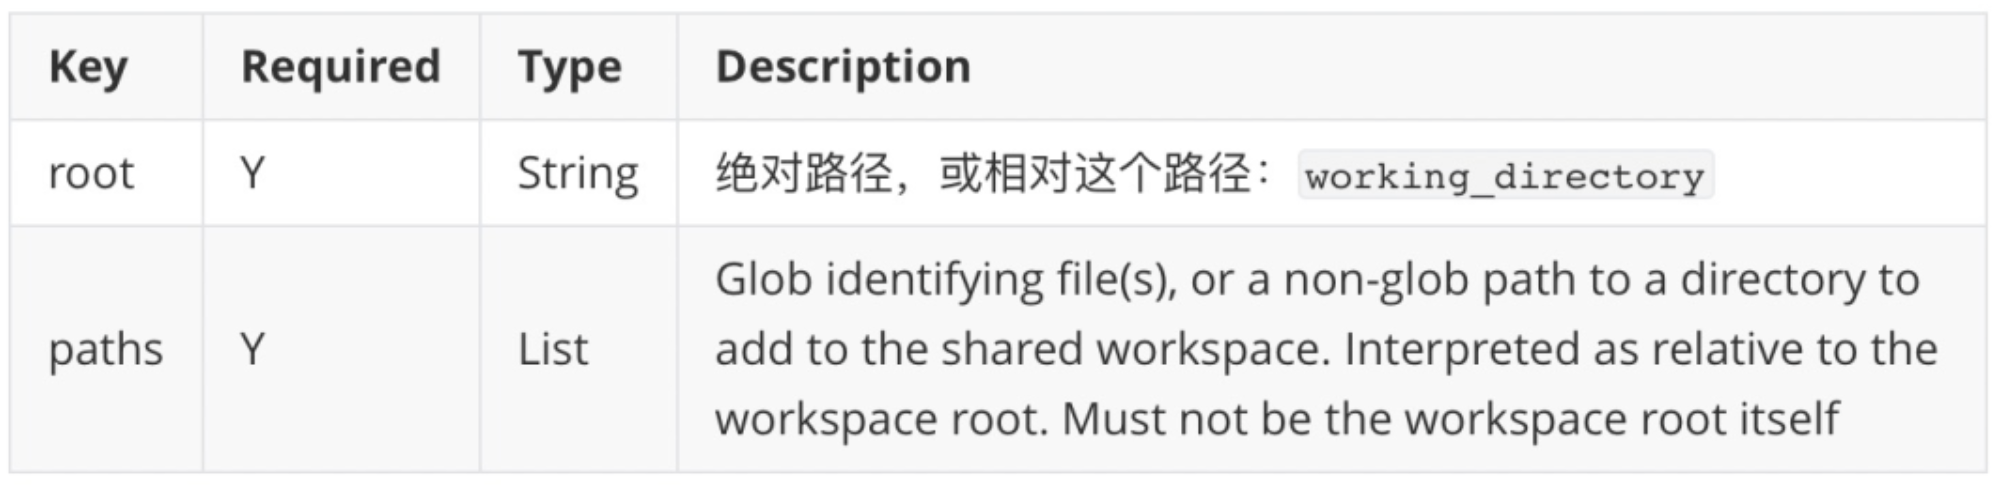 Key Required Type Description
root Y String 绝对路径，或相对这个路径： working_directory
Glob identifying file(s), or a non-glob path to a directory to
paths Y List add to the shared workspace. Interpreted as relative to the
workspace root. Must not be the workspace root itself